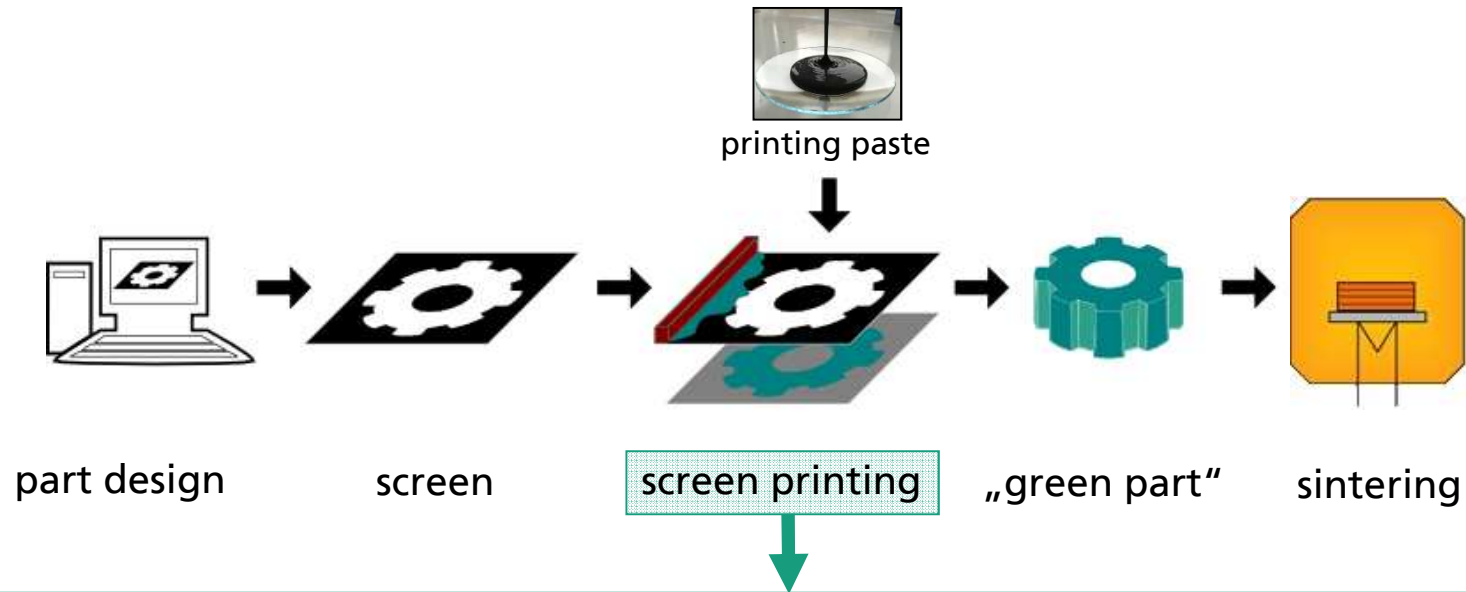 printing paste
part design
screen
screen printing
„green part“
sintering